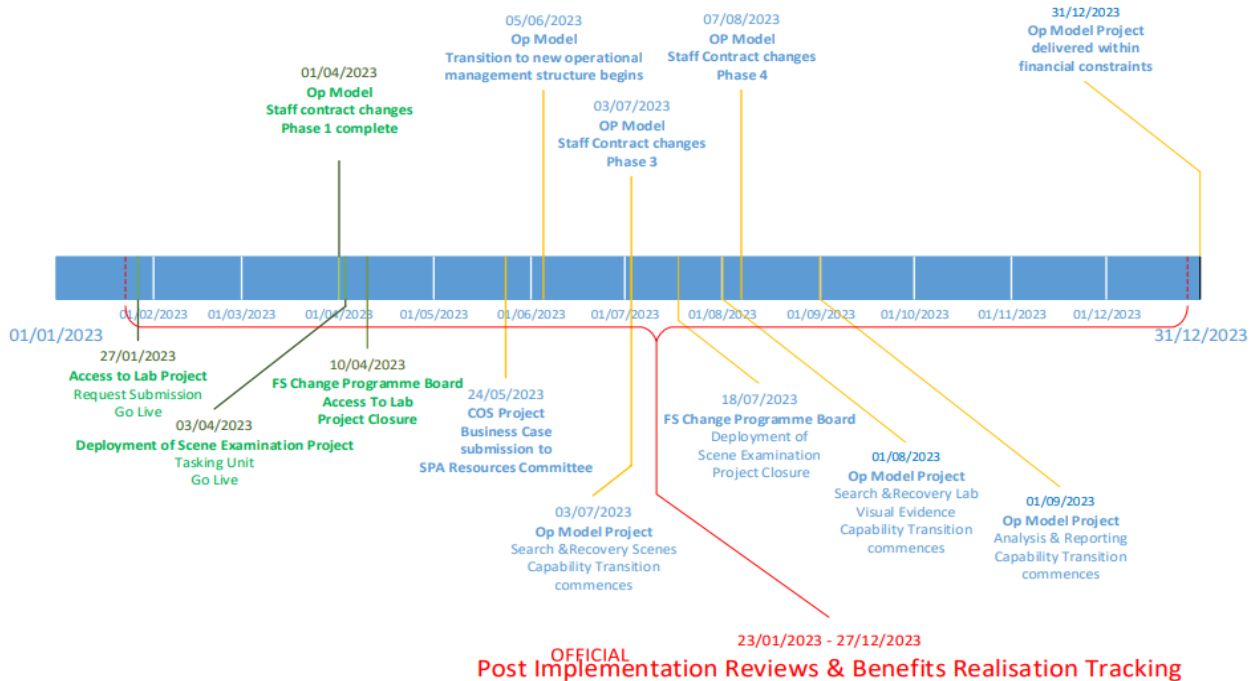 05/06/2023
Op Model
Transition to new operational
management structure begins
07/08/2023
OP Model
Staff Contract changes
Phase 4
31/12/2023
Op Model Project
delivered within
financial constraints
01/04/2023
Op Model
Staff contract changes
Phase 1 complete
03/07/2023
OP Model
Staff Contract changes
Phase 3
01/01/2023
01/02/2023
01/03/2023
01/04/2023
01/05/2023
01/06/2023
01/07/2023
01/08/2023
01/09/2023
01/10/2023
01/11/2023
01/12/2023
31/12/2023
27/01/2023
Access to Lab Project
Request Submission
Go Live
03/04/2023
Deployment of Scene Examination Project
Tasking Unit
Go Live
10/04/2023
FS Change Programme Board
Access To Lab
Project Closure
24/05/2023
COS Project
Business Case
submission to
SPA Resources Committee
03/07/2023
Op Model Project
Search &Recovery Scenes
Capability Transition
commences
18/07/2023
FS Change Programme Board
Deployment of
Scene Examination
Project Closure
01/08/2023
Op Model Project
Search &Recovery Lab
Visual Evidence
Capability Transition
commences
01/09/2023
Op Model Project
Analysis & Reporting
Capability Transition
commences
23/01/2023 - 27/12/2023
OFFICIAL
Post Implementation Reviews & Benefits Realisation Tracking